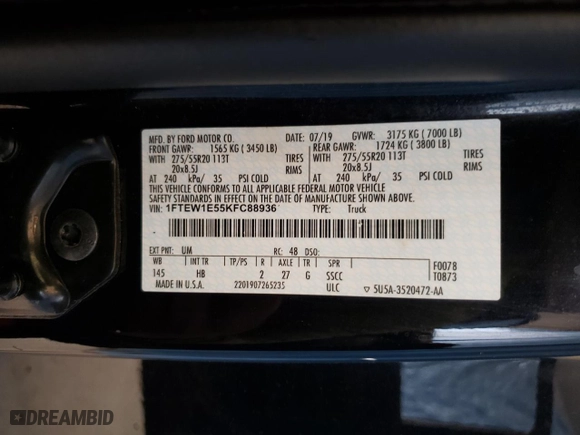 MFD. BY FORD MOTOR CO. DATE: 07/19 GVWR: 3175 KG ( 7000 LB)
FRONT GAWR: 1565 KG ( 3450 LB) REAR GAWR: 1724 KG ( 3800 LB)
WITH 275/55R20 113T TIRES WITH 275/55R20 113T TIRES
20x8.5J RIMS 20x8.5J RIMS
AT 240 kPa/ 35 PSI COLD AT 240 kPa/ 35 PSI COLD
THIS VEHICLE CONFORMS TO ALL APPLICABLE FEDERAL MOTOR VEHICLE
SAFETY STANDARDS IN EFFECT ON THE DATE OF MANUFACTURE SHOWN ABOVE.
VIN: 1FTEW1E55KFC88936 TYPE: Truck
EXT PNT: UM RC: 48 DSO:
WB INT TR TP/PS R AXLE TR SPR F0078
145 HB 2 27 G SSCC T0873
MADE IN U.S.A. 2201907265235 ULC ▽ 5U5A-3520472-AA
DREAMBID